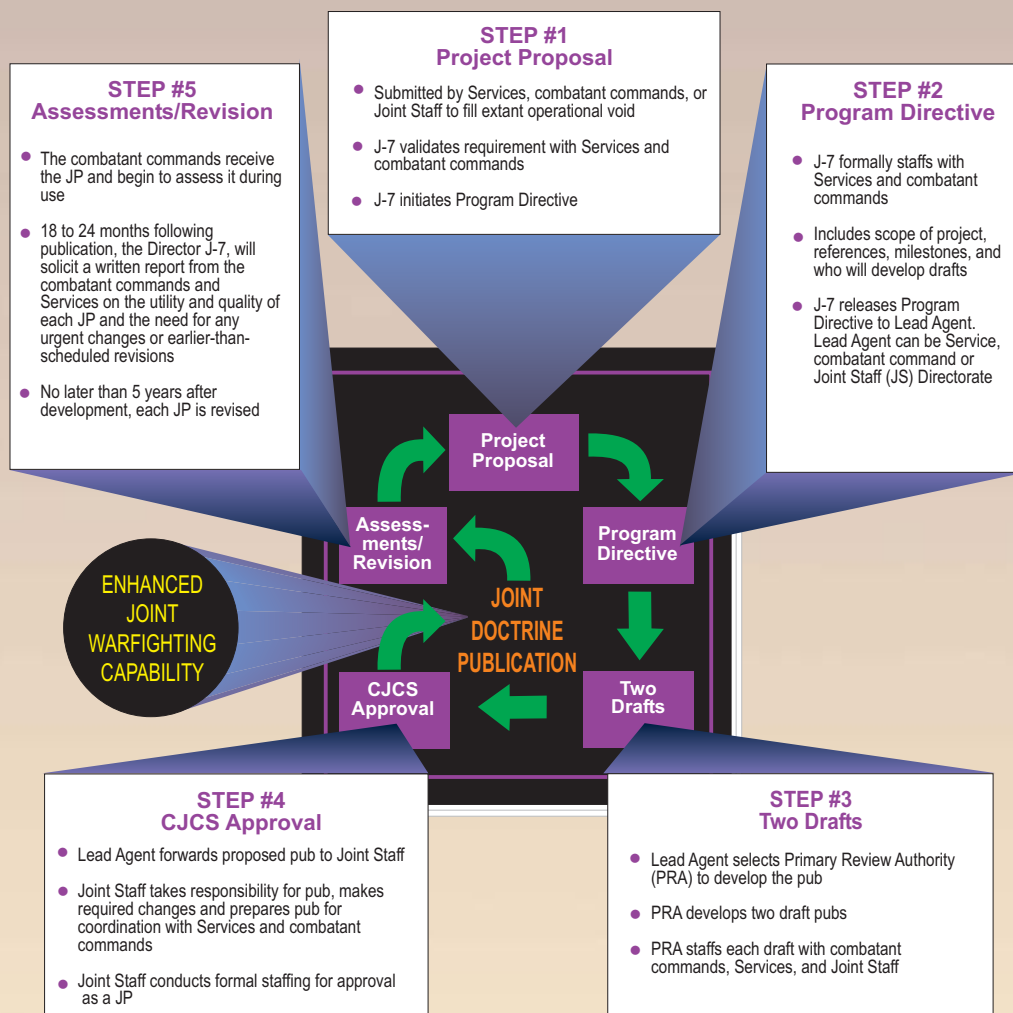 STEP #1
Project Proposal
• Submitted by Services, combatant commands, or
Joint Staff to fill extant operational void
• J-7 validates requirement with Services and
combatant commands
• J-7 initiates Program Directive
STEP #5
Assessments/Revision
• The combatant commands receive
the JP and begin to assess it during
use
• 18 to 24 months following
publication, the Director J-7, will
solicit a written report from the
combatant commands and
Services on the utility and quality of
each JP and the need for any
urgent changes or earlier-than-
scheduled revisions
• No later than 5 years after
development, each JP is revised
STEP #2
Program Directive
• J-7 formally staffs with
Services and combatant
commands
• Includes scope of project,
references, milestones, and
who will develop drafts
• J-7 releases Program
Directive to Lead Agent.
Lead Agent can be Service,
combatant command or
Joint Staff (JS) Directorate
Project
Proposal
Assess-
ments/
Revision
Program
Directive
ENHANCED
JOINT
WARFIGHTING
CAPABILITY
JOINT
DOCTRINE
PUBLICATION
CJCS
Approval
Two
Drafts
STEP #4
CJCS Approval
• Lead Agent forwards proposed pub to Joint Staff
• Joint Staff takes responsibility for pub, makes
required changes and prepares pub for
coordination with Services and combatant
commands
• Joint Staff conducts formal staffing for approval
as a JP
STEP #3
Two Drafts
• Lead Agent selects Primary Review Authority
(PRA) to develop the pub
• PRA develops two draft pubs
• PRA staffs each draft with combatant
commands, Services, and Joint Staff